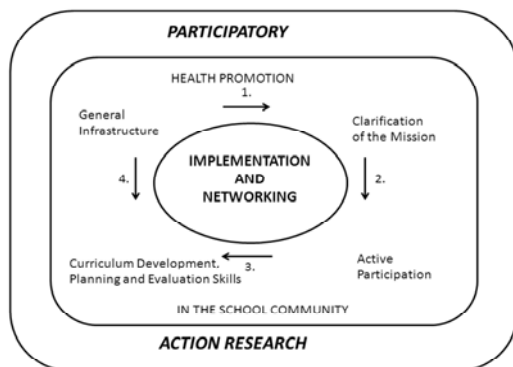 PARTICIPATORY
HEALTH PROMOTION
1.
General
Infrastructure
Clarification
of the Mission
IMPLEMENTATION
AND
NETWORKING
4.
2.
3.
Curriculum Development,
Planning and Evaluation Skills
Active
Participation
IN THE SCHOOL COMMUNITY
ACTION RESEARCH